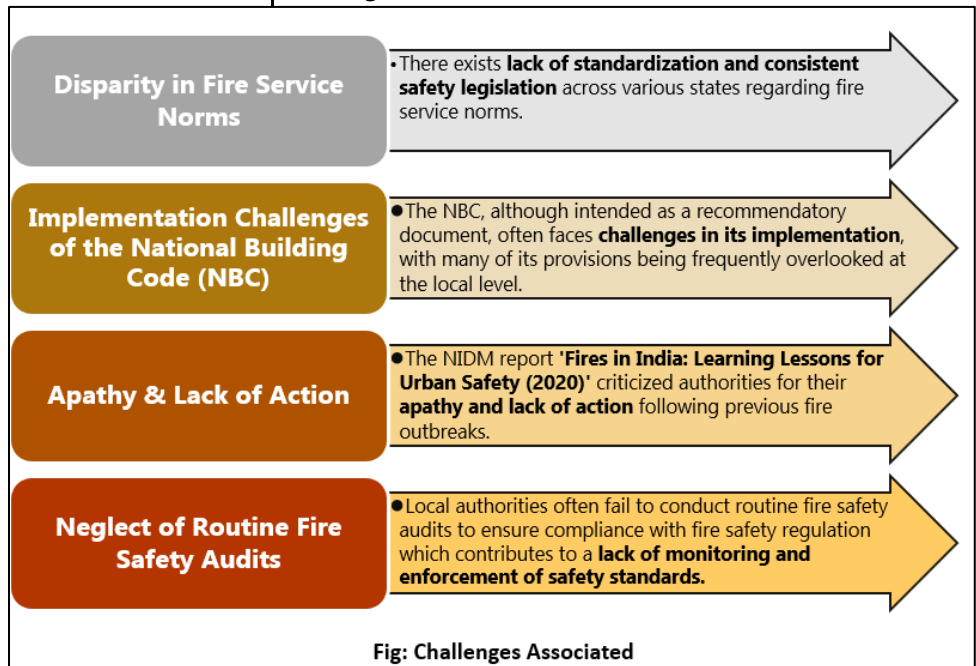 Disparity in Fire Service
Norms
•There exists lack of standardization and consistent
safety legislation across various states regarding fire
service norms.
Implementation Challenges
of the National Building
Code (NBC)
●The NBC, although intended as a recommendatory
document, often faces challenges in its implementation,
with many of its provisions being frequently overlooked at
the local level.
Apathy & Lack of Action
●The NIDM report 'Fires in India: Learning Lessons for
Urban Safety (2020)' criticized authorities for their
apathy and lack of action following previous fire
outbreaks.
Neglect of Routine Fire
Safety Audits
●Local authorities often fail to conduct routine fire safety
audits to ensure compliance with fire safety regulation
which contributes to a lack of monitoring and
enforcement of safety standards.
Fig: Challenges Associated